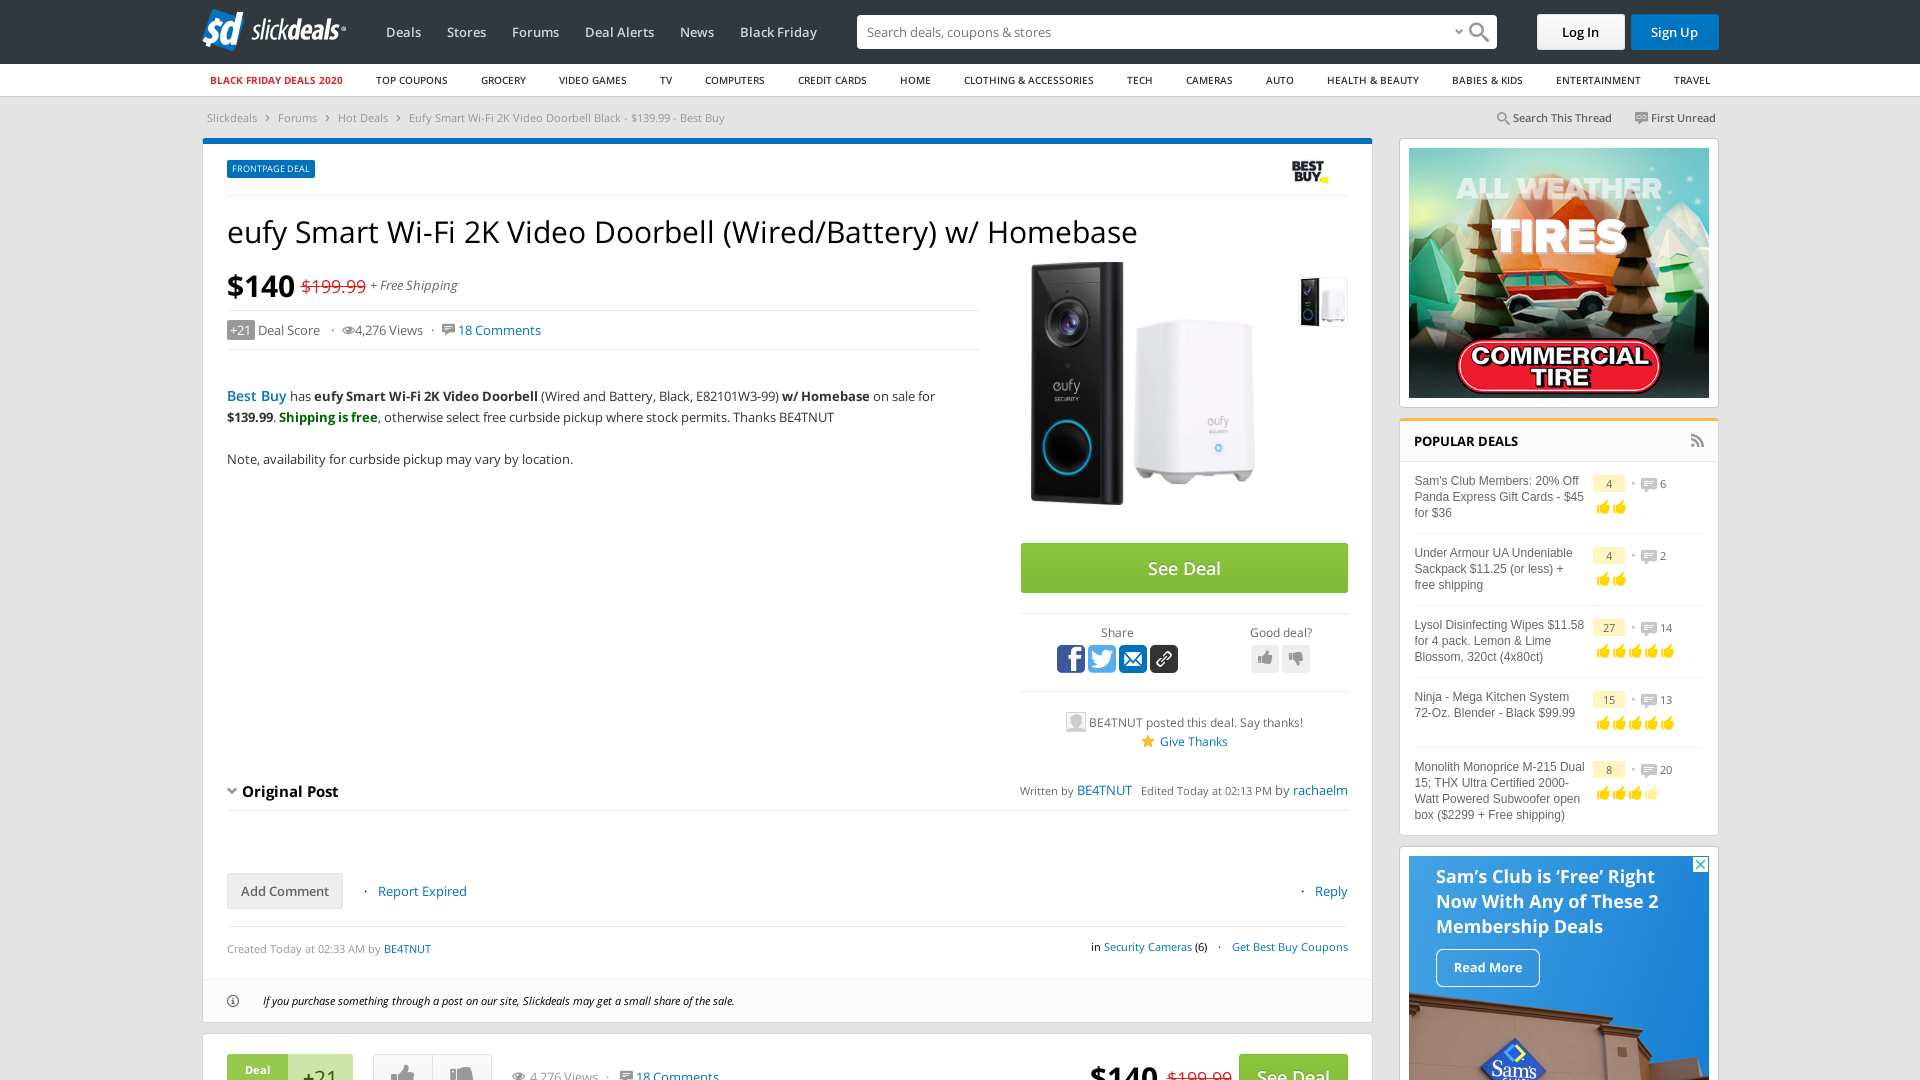 slickdeals
Deals
Stores
Forums
Deal Alerts
News
Black Friday
Search deals, coupons & shops
Log In
Sign Up
BLACK FRIDAY DEALS 2020
TOP COUPONS
GROCERY
VIDEO GAMES
TV
COMPUTERS
CREDIT CARDS
HOME
CLOTHING & ACCESSORIES
TECH
CAMERAS
AUTO
HEALTH & BEAUTY
BABIES & KIDS
ENTERTAINMENT
TRAVEL
Slickdeals › Forums › Hot Deals › Eufy Smart Wi-Fi 2K Video Doorbell Black - $139.99 - Best Buy
Search This Thread
First Unread
FRONTPAGE DEAL
BEST
BUY
eufy Smart Wi-Fi 2K Video Doorbell (Wired/Battery) w/ Homebase
$140 $199.99 + Free Shipping
+21 Deal Score · 4,276 Views · 18 Comments
Best Buy has eufy Smart Wi-Fi 2K Video Doorbell (Wired and Battery, Black, E82101W3-99) w/ Homebase on sale for
$139.99. Shipping is free, otherwise select free curbside pickup where stock permits. Thanks BE4TNUT
Note, availability for curbside pickup may vary by location.
eufy
SECURITY
eufy
SECURITY
See Deal
Share
Good deal?
BE4TNUT posted this deal. Say thanks!
Give Thanks
Original Post
Written by BE4TNUT Edited Today at 02:13 PM by rachaelm
Add Comment
· Report Expired
· Reply
Created Today at 02:33 AM by BE4TNUT
in Security Cameras (6) · Get Best Buy Coupons
If you purchase something through a post on our site, Slickdeals may get a small share of the sale.
Deal
+21
4,276 Views · 18 Comments
$140 $199.99 See Deal
ALL WEATHER
TIRES
COMMERCIAL
TIRE
POPULAR DEALS
Sam's Club Members: 20% Off
Panda Express Gift Cards - $45
for $36
4 · 6
Under Armour UA Undeniable
Sackpack $11.25 (or less) +
free shipping
4 · 2
Lysol Disinfecting Wipes $11.58
for 4 pack. Lemon & Lime
Blossom, 320ct (4x80ct)
27 · 14
Ninja - Mega Kitchen System
72-Oz. Blender - Black $99.99
15 · 13
Monolith Monoprice M-215 Dual
15; THX Ultra Certified 2000-
Watt Powered Subwoofer open
box ($2299 + Free shipping)
8 · 20
Sam's Club is ‘Free’ Right
Now With Any of These 2
Membership Deals
Read More
Sam's